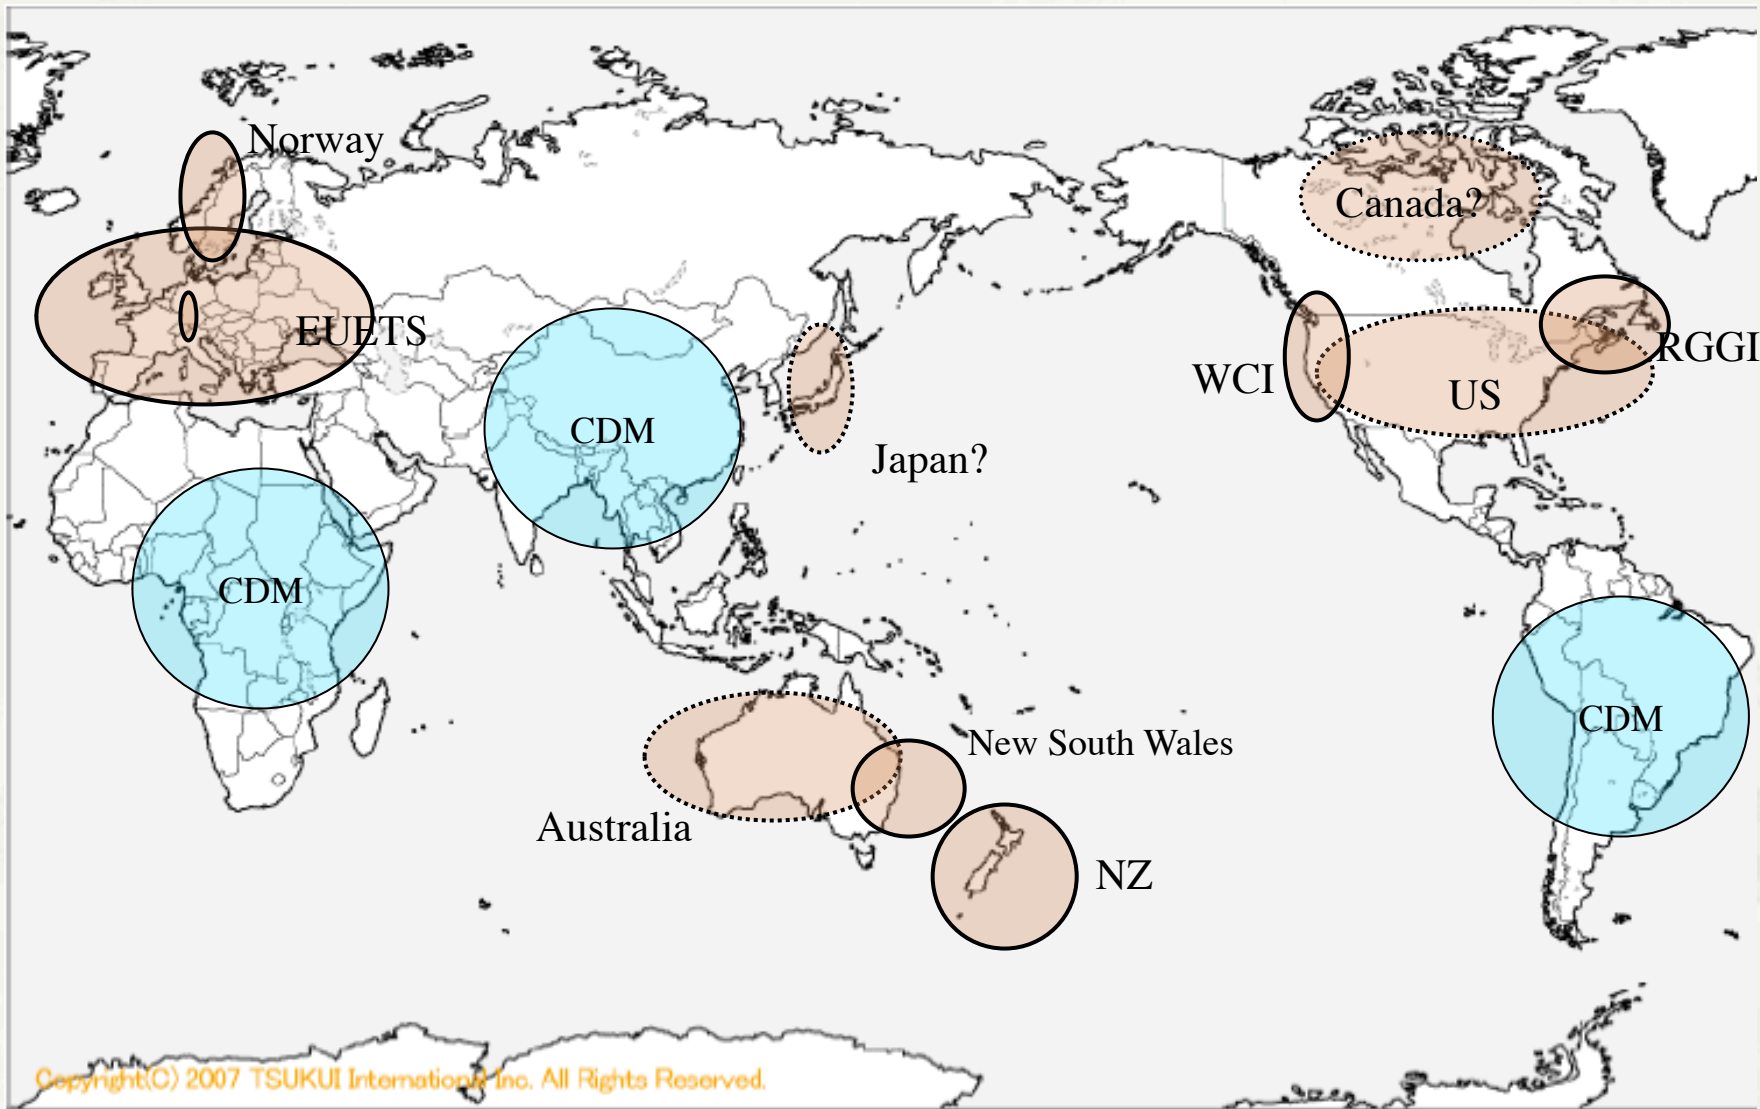 Norway
Canada?
EUETS
RGGI
WCI
US
CDM
Japan?
CDM
CDM
New South Wales
Australia
NZ
Copyright(C) 2007 TSUKUI International Inc. All Rights Reserved.